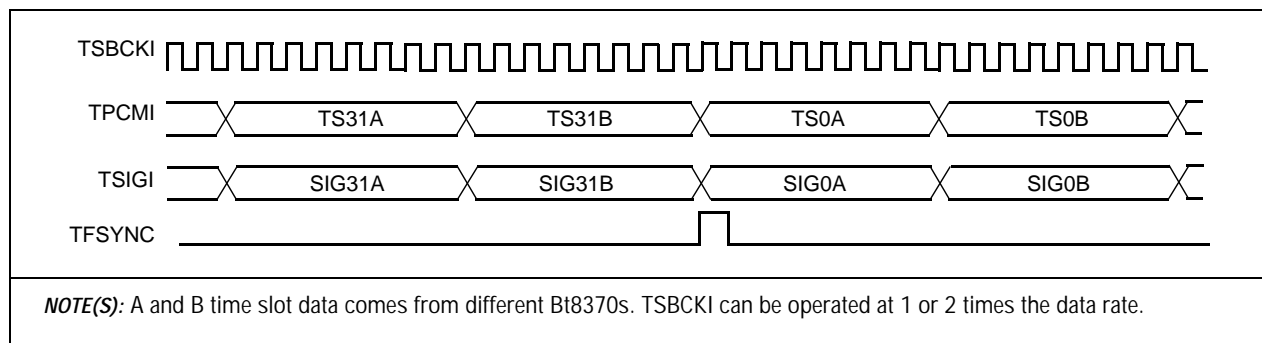 TSBCKI
TPCMI TS31A TS31B TS0A TS0B
TSIGI SIG31A SIG31B SIG0A SIG0B
TFSYNC
NOTE(S): A and B time slot data comes from different Bt8370s. TSBCKI can be operated at 1 or 2 times the data rate.